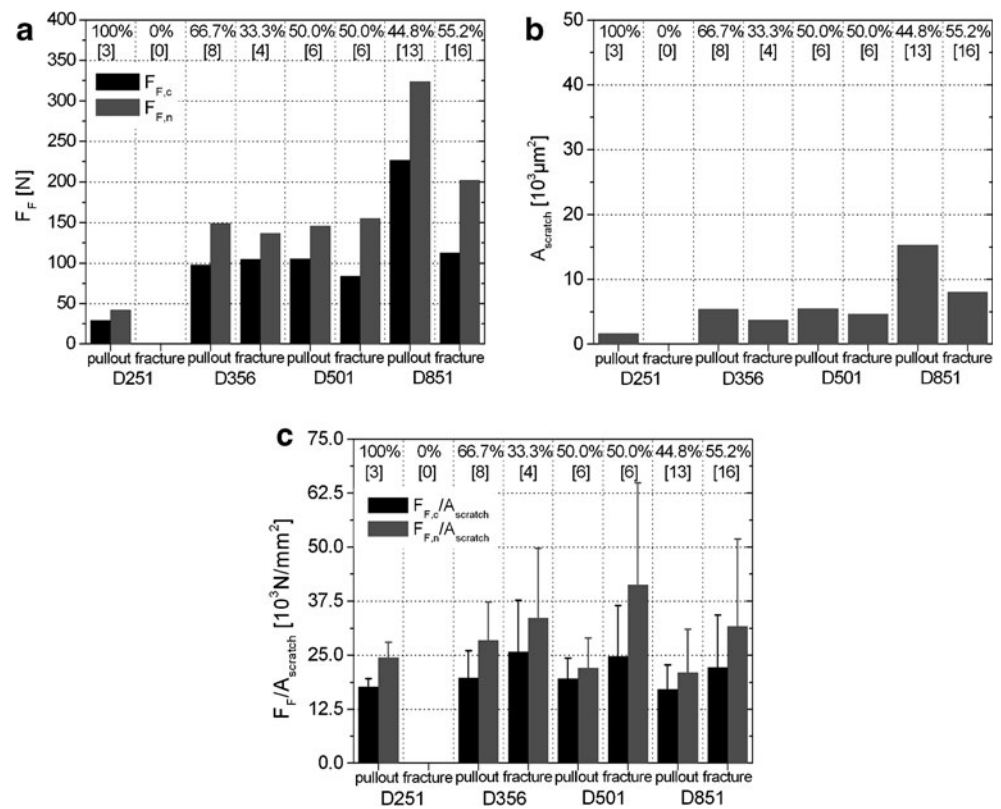 a
100% 0% 66.7% 33.3% 50.0% 50.0% 44.8% 55.2%
[3] [0] [8] [4] [6] [6] [13] [16]
400
350
300
250
200
150
100
50
0
F_F [N]
F_F,c
F_F,n
pullout fracture pullout fracture pullout fracture pullout fracture
D251 D356 D501 D851
b
100% 0% 66.7% 33.3% 50.0% 50.0% 44.8% 55.2%
[3] [0] [8] [4] [6] [6] [13] [16]
50
40
30
20
10
0
A_scratch [10³µm²]
pullout fracture pullout fracture pullout fracture pullout fracture
D251 D356 D501 D851
c
100% 0% 66.7% 33.3% 50.0% 50.0% 44.8% 55.2%
[3] [0] [8] [4] [6] [6] [13] [16]
75.0
62.5
50.0
37.5
25.0
12.5
0.0
F_F/A_scratch [10³N/mm²]
F_F,c/A_scratch
F_F,n/A_scratch
pullout fracture pullout fracture pullout fracture pullout fracture
D251 D356 D501 D851